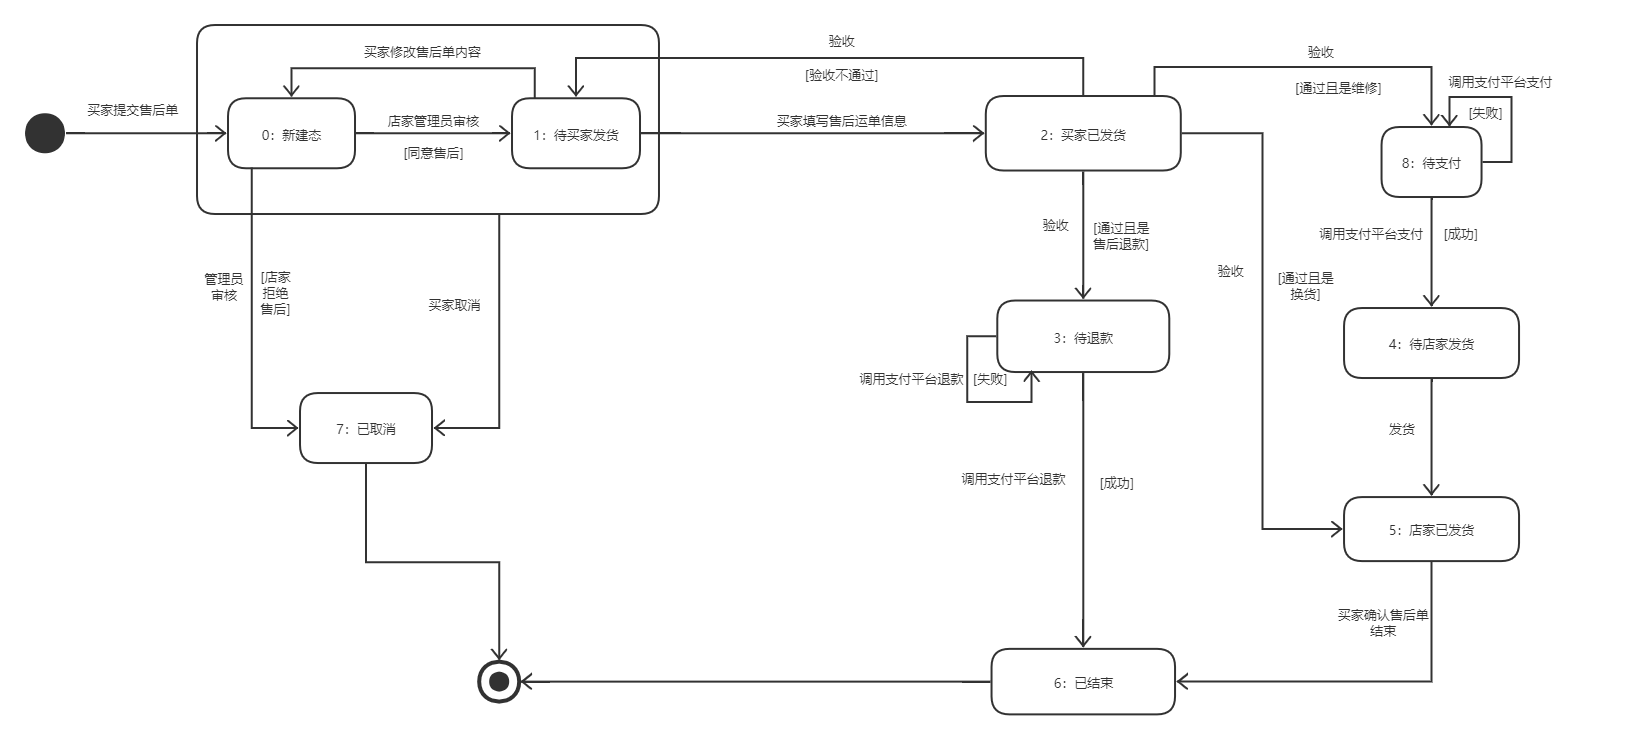 验收
买家修改售后单内容
验收
[验收不通过]
[通过且是维修]
调用支付平台支付
[失败]
买家提交售后单
0：新建态
店家管理员审核
[同意售后]
1：待买家发货
买家填写售后运单信息
2：买家已发货
8：待支付
验收
[通过且是
售后退款]
调用支付平台支付
[成功]
管理员
审核
[店家
拒绝
售后]
买家取消
验收
[通过且是
换货]
3：待退款
4：待店家发货
调用支付平台退款
[失败]
7：已取消
发货
调用支付平台退款
[成功]
5：店家已发货
买家确认售后单
结束
6：已结束